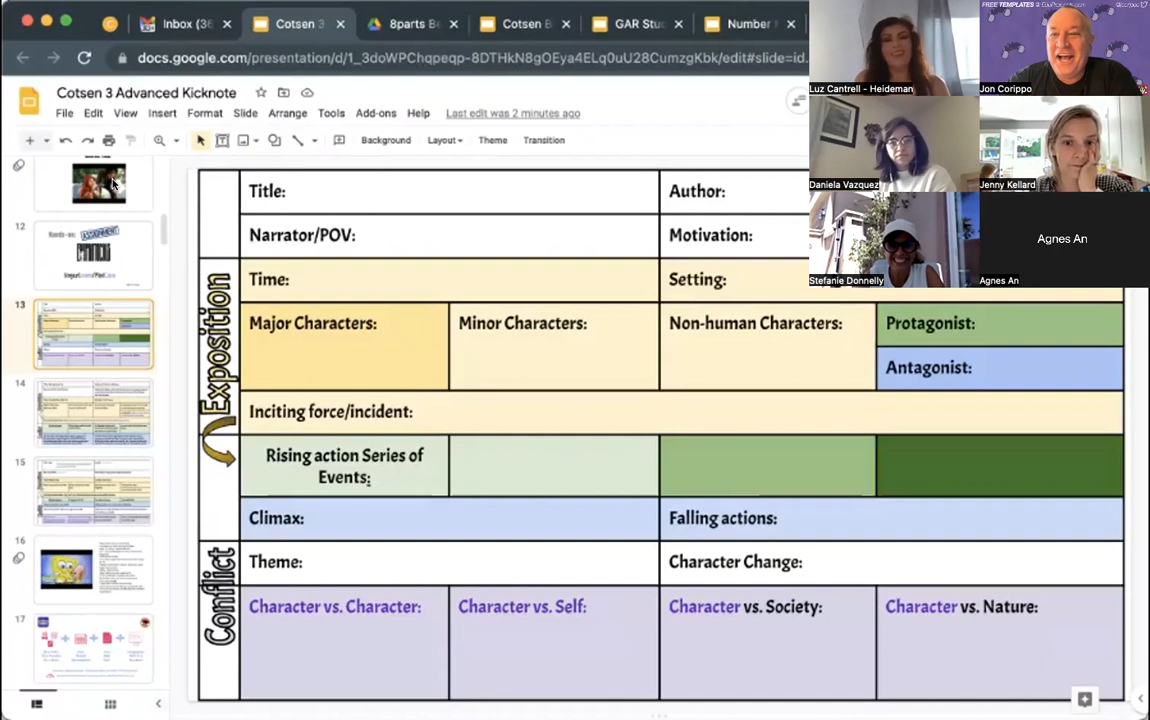 Inbox (36
Cotsen 3
8parts Be
Cotsen B
GAR Stud
Number
docs.google.com/presentation/d/1_3doWPChqpeqp-8DTHkN8gOEya4ELq0uU28CumzgKbk/edit#slide=id.
FREE TEMPLATES @
Luz Cantrell - Heideman
Jon Corippo
Daniela Vazquez
Jenny Kellard
Stefanie Donnelly
Agnes An
Agnes An
Cotsen 3 Advanced Kicknote
File Edit View Insert Format Slide Arrange Tools Add-ons Help Last edit was 2 minutes ago
Background Layout Theme Transition
12
Hands-on:
13
14
15
16
17
Title:
Author:
Narrator/POV:
Motivation:
Exposition
Time:
Setting:
Major Characters:
Minor Characters:
Non-human Characters:
Protagonist:
Antagonist:
Inciting force/incident:
Rising action Series of
Events:
Climax:
Falling actions:
Conflict
Theme:
Character Change:
Character vs. Character:
Character vs. Self:
Character vs. Society:
Character vs. Nature: